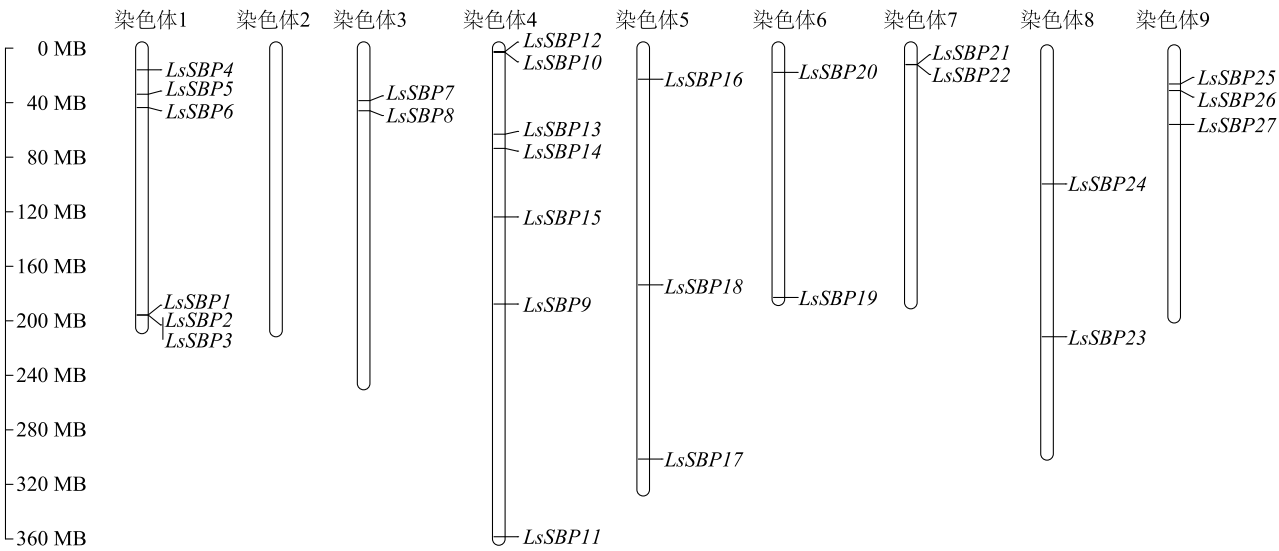 染色体1
染色体2
染色体3
染色体4
染色体5
染色体6
染色体7
染色体8
染色体9
0 MB
40 MB
80 MB
120 MB
160 MB
200 MB
240 MB
280 MB
320 MB
360 MB
LsSBP4
LsSBP5
LsSBP6
LsSBP1
LsSBP2
LsSBP3
LsSBP7
LsSBP8
LsSBP12
LsSBP10
LsSBP13
LsSBP14
LsSBP15
LsSBP9
LsSBP11
LsSBP16
LsSBP18
LsSBP17
LsSBP20
LsSBP19
LsSBP21
LsSBP22
LsSBP24
LsSBP23
LsSBP25
LsSBP26
LsSBP27